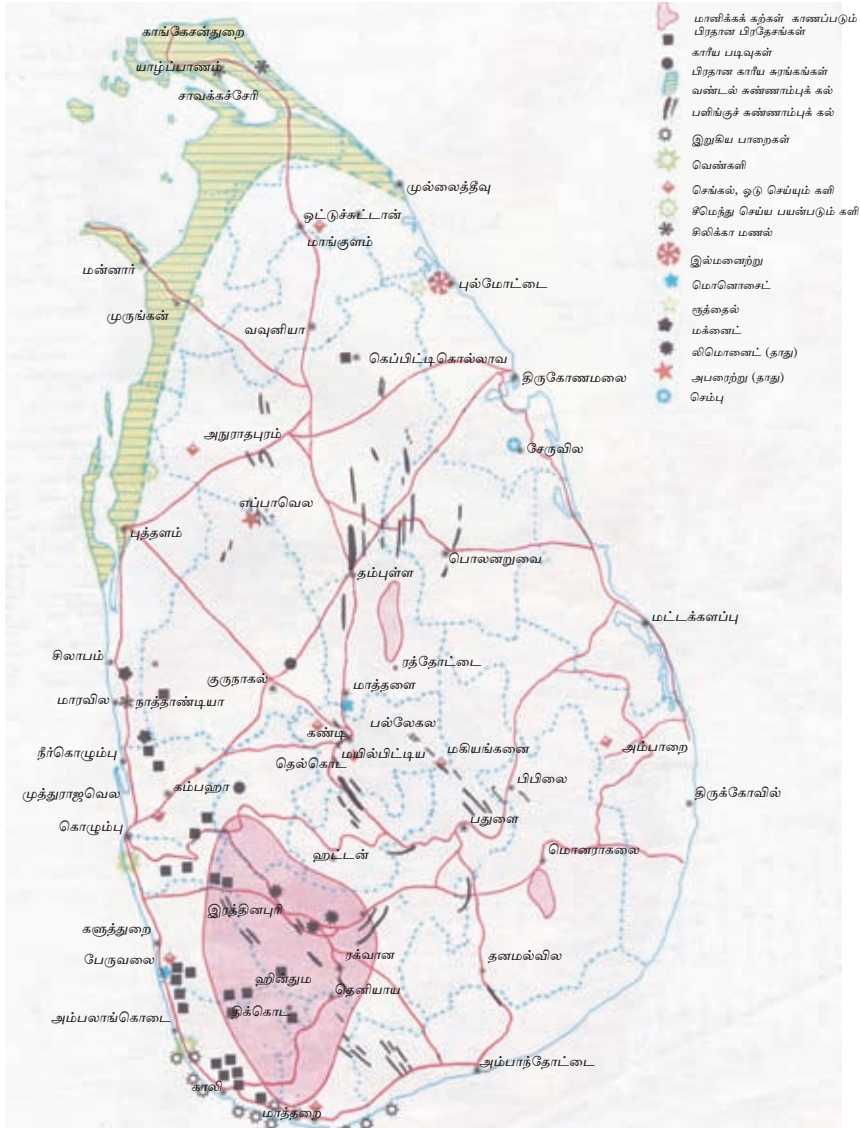 மானிக்கக் கற்கள் காணப்படும்
பிரதான பிரதேசங்கள்
காரீய படிவுகள்
பிரதான காரீய சுரங்கங்கள்
வண்டல் சுண்ணாம்புக் கல்
பளிங்குச் சுண்ணாம்புக் கல்
இறுகிய பாறைகள்
வெண்களி
செங்கல், ஓடு செய்யும் களி
சீமெந்து செய்ய பயன்படும் களி
சிலிக்கா மணல்
இல்மனைற்று
மொனொசைட்
ரூத்தைல்
மக்னைட்
லிமொனைட் (தாது)
அபரைற்று (தாது)
செம்பு
காங்கேசன்துறை
யாழ்ப்பாணம்
சாவக்கச்சேரி
முல்லைத்தீவு
ஒட்டுச்சுட்டான்
மாங்குளம்
மன்னார்
புல்மோட்டை
முருங்கன்
வவுனியா
கெப்பிட்டிகொல்லாவ
திருகோணமலை
அநுராதபுரம்
சேருவில
எப்பாவெல
புத்தளம்
பொலனறுவை
தம்புள்ள
மட்டக்களப்பு
சிலாபம்
ரத்தோட்டை
குருநாகல்
மாத்தளை
மாரவில
நாத்தாண்டியா
பல்லேகல
கண்டி
மயில்பிட்டிய
மகியங்கனை
அம்பாறை
நீர்கொழும்பு
தெல்கொட
பிபிலை
முத்துராஜவெல
கம்பஹா
திருக்கோவில்
கொழும்பு
பதுளை
ஹட்டன்
மொனராகலை
இரத்தினபுரி
களுத்துறை
ரக்வான
தனமல்வில
பேருவலை
ஹின்தும
தெனியாய
திக்கொட
அம்பலாங்கொடை
அம்பாந்தோட்டை
காலி
மாத்தறை